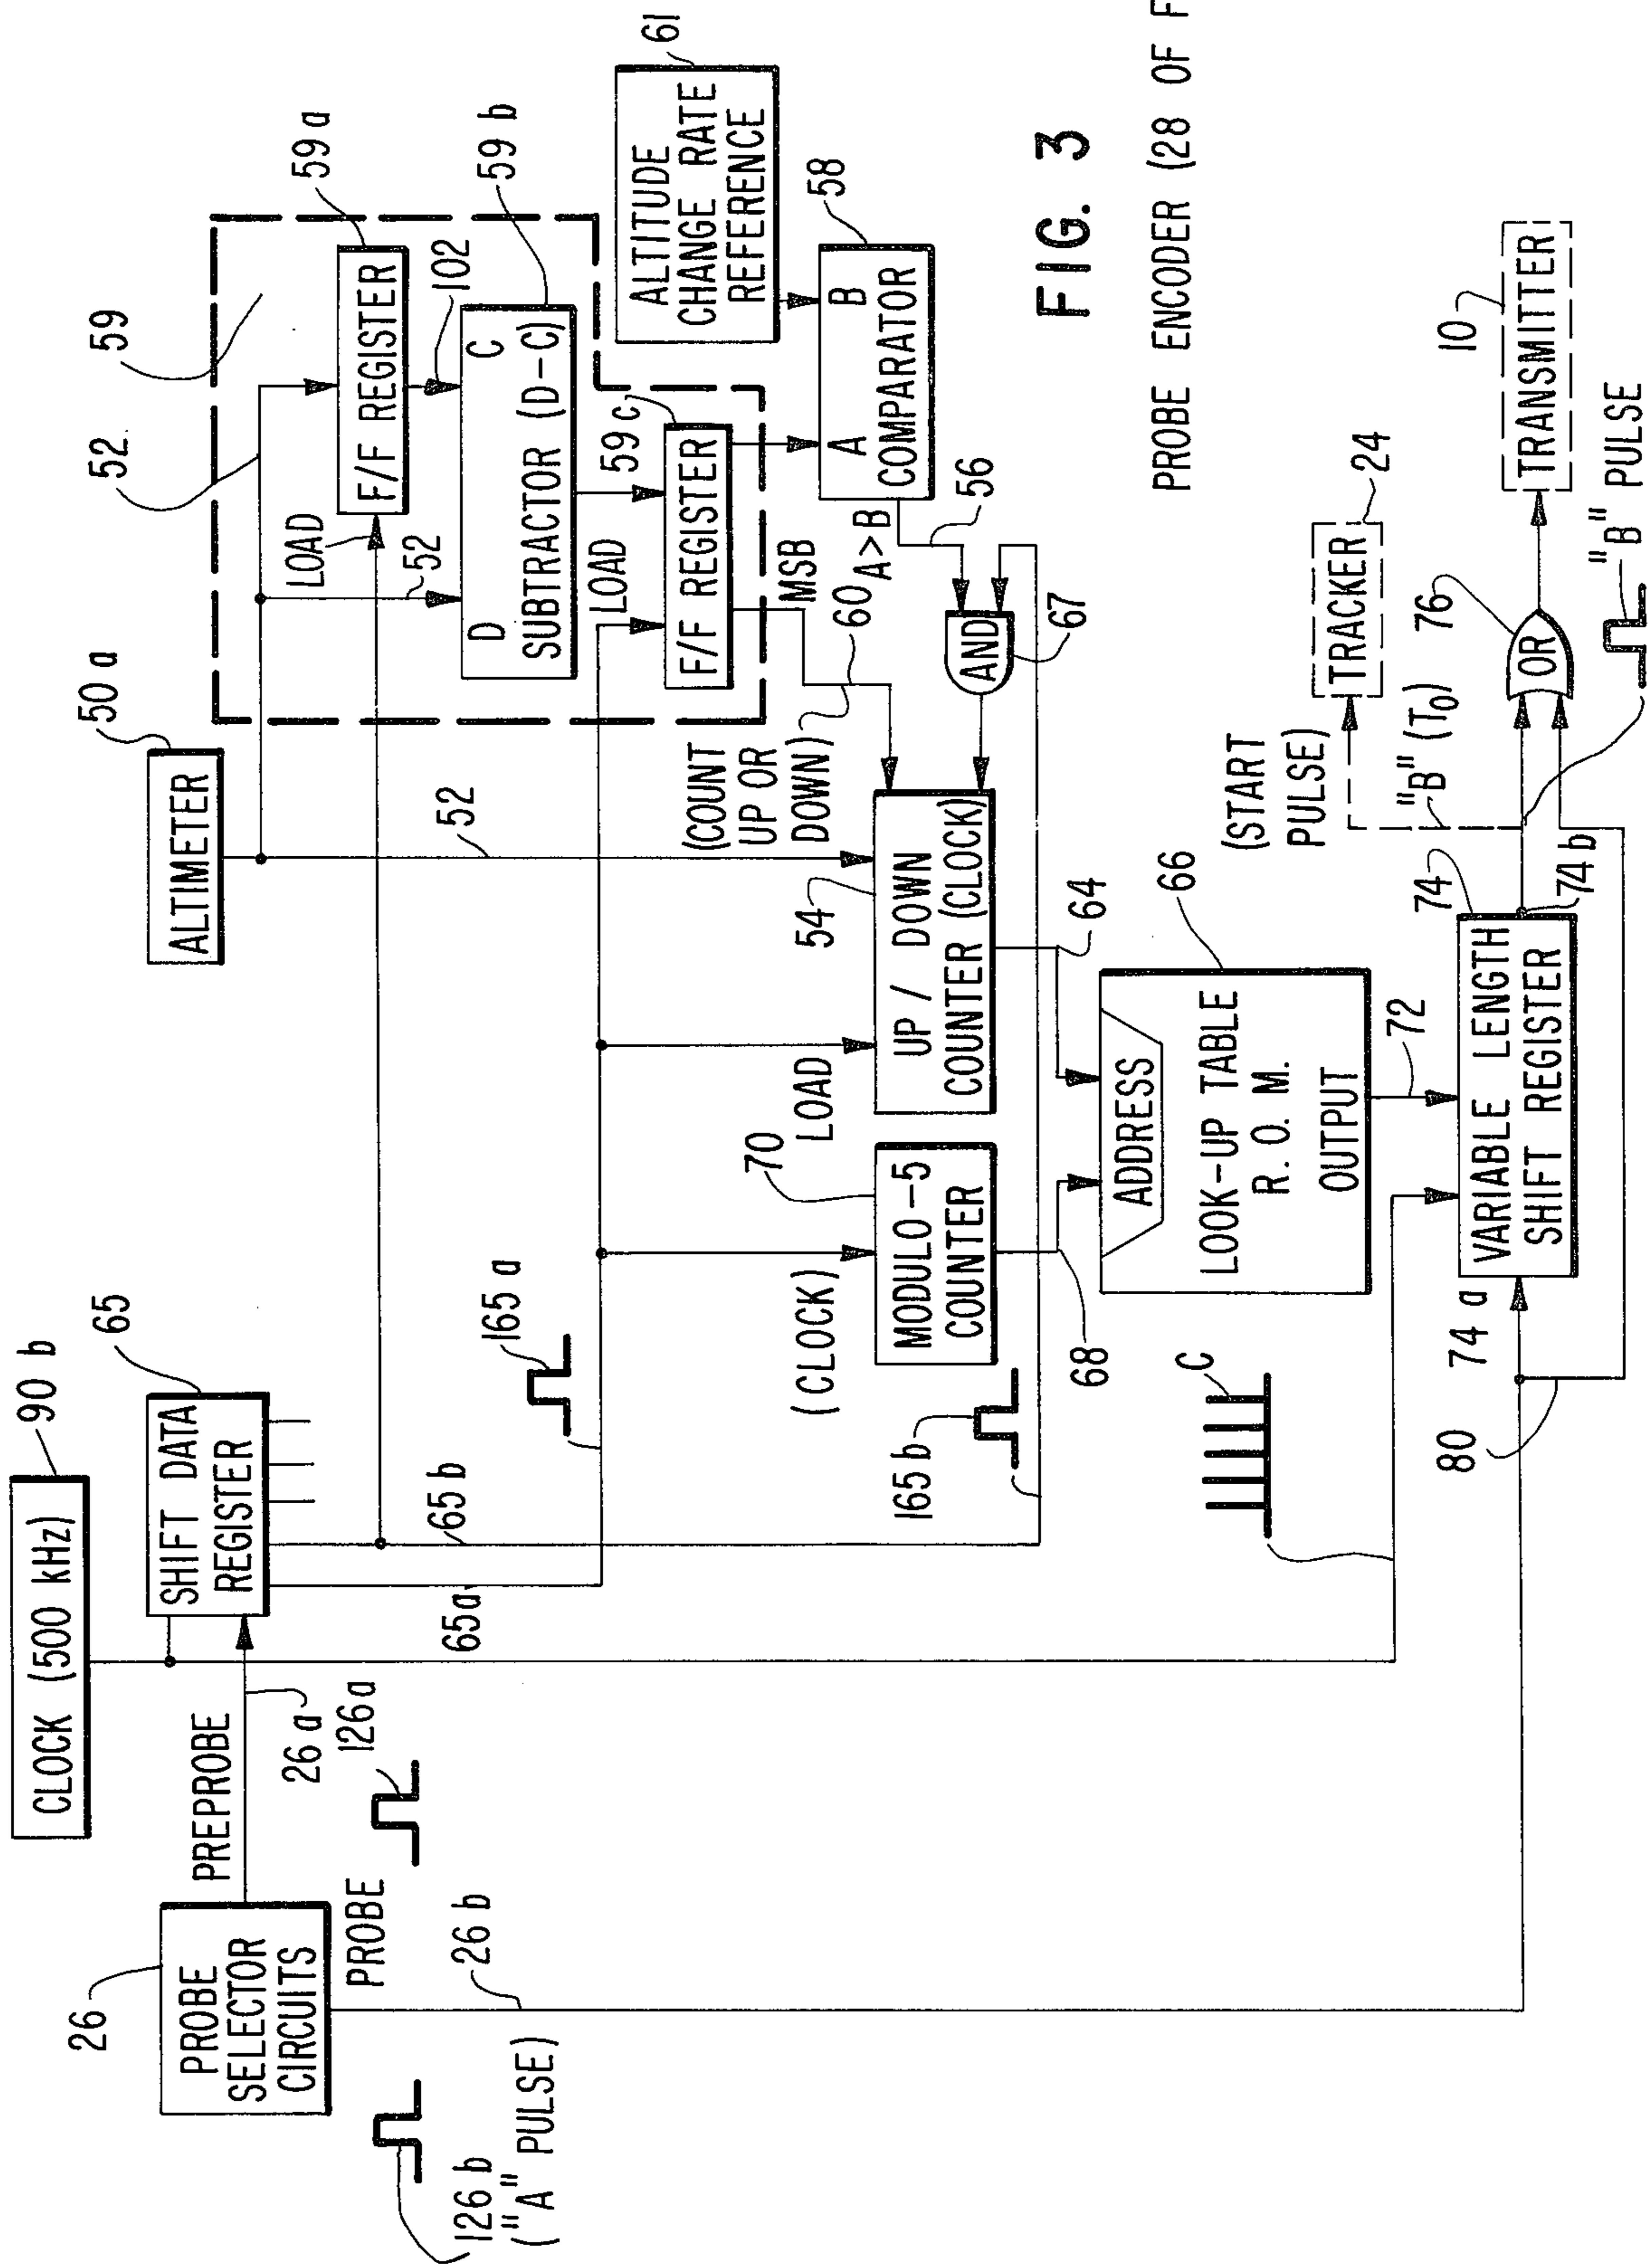 CLOCK (500 kHz)
90 b
26
PROBE
SELECTOR
CIRCUITS
PREPROBE
26 a
126 a
SHIFT DATA
REGISTER
65
ALTIMETER
50 a
52
59
LOAD
F/F REGISTER
59 a
102
52
D
C
SUBTRACTOR (D-C)
59 b
59 c
LOAD
F/F REGISTER
MSB
60
ALTITUDE
CHANGE RATE
REFERENCE
61
A
B
COMPARATOR
58
A > B
56
AND
67
126 b
("A" PULSE)
PROBE
26 b
65a
65 b
165 a
52
(COUNT
UP OR
DOWN)
(CLOCK)
MODULO-5
COUNTER
70
LOAD
54
UP / DOWN
COUNTER (CLOCK)
165 b
68
64
ADDRESS
LOOK-UP TABLE
R. O. M.
OUTPUT
66
C
72
80
74 a
VARIABLE LENGTH
SHIFT REGISTER
74
74 b
(START
PULSE)
"B" (T0)
TRACKER
24
OR
76
TRANSMITTER
10
"B" PULSE
FIG. 3
PROBE ENCODER (28 OF F